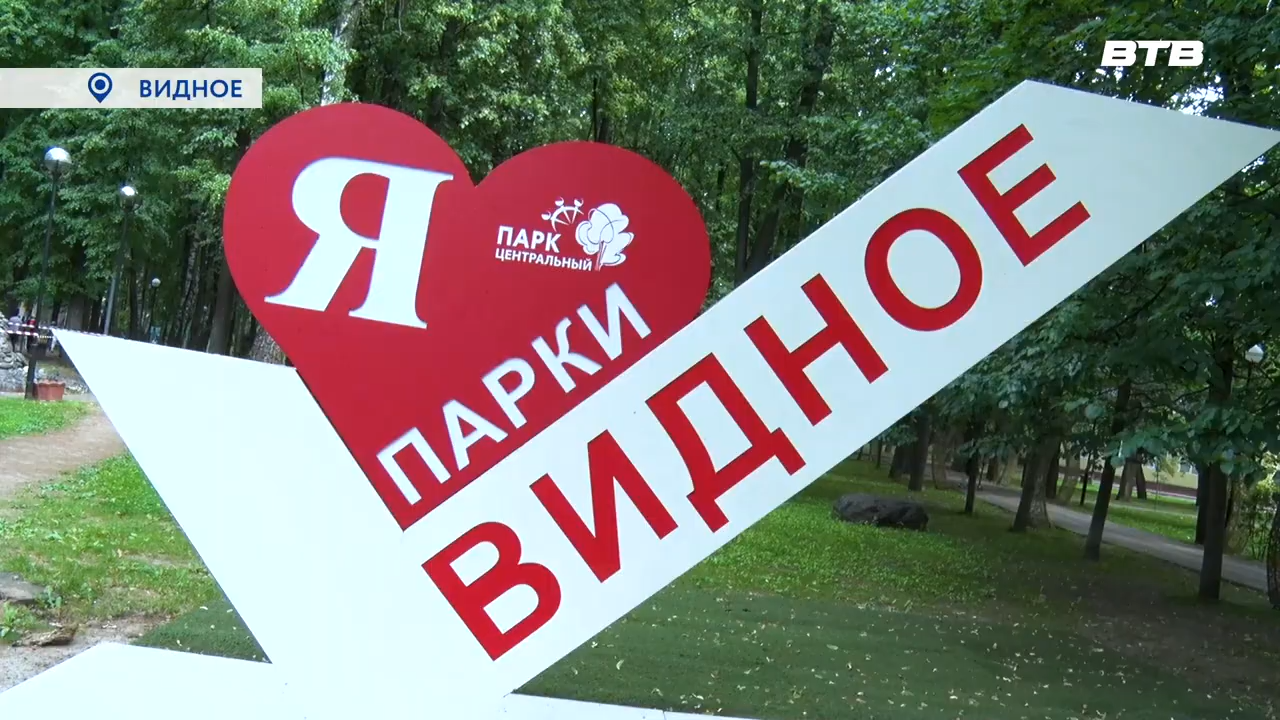 ВИДНОЕ
ВТВ
Я
ПАРК
ЦЕНТРАЛЬНЫЙ
ПАРКИ
ВИДНОЕ